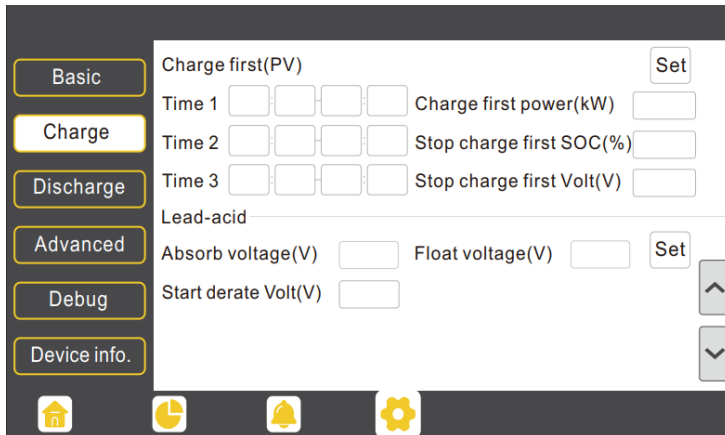 Basic
Charge
Discharge
Advanced
Debug
Device info.
Charge first(PV)
Set
Time 1 : - : Charge first power(kW)
Time 2 : - : Stop charge first SOC(%)
Time 3 : - : Stop charge first Volt(V)
Lead-acid
Absorb voltage(V) Float voltage(V) Set
Start derate Volt(V)